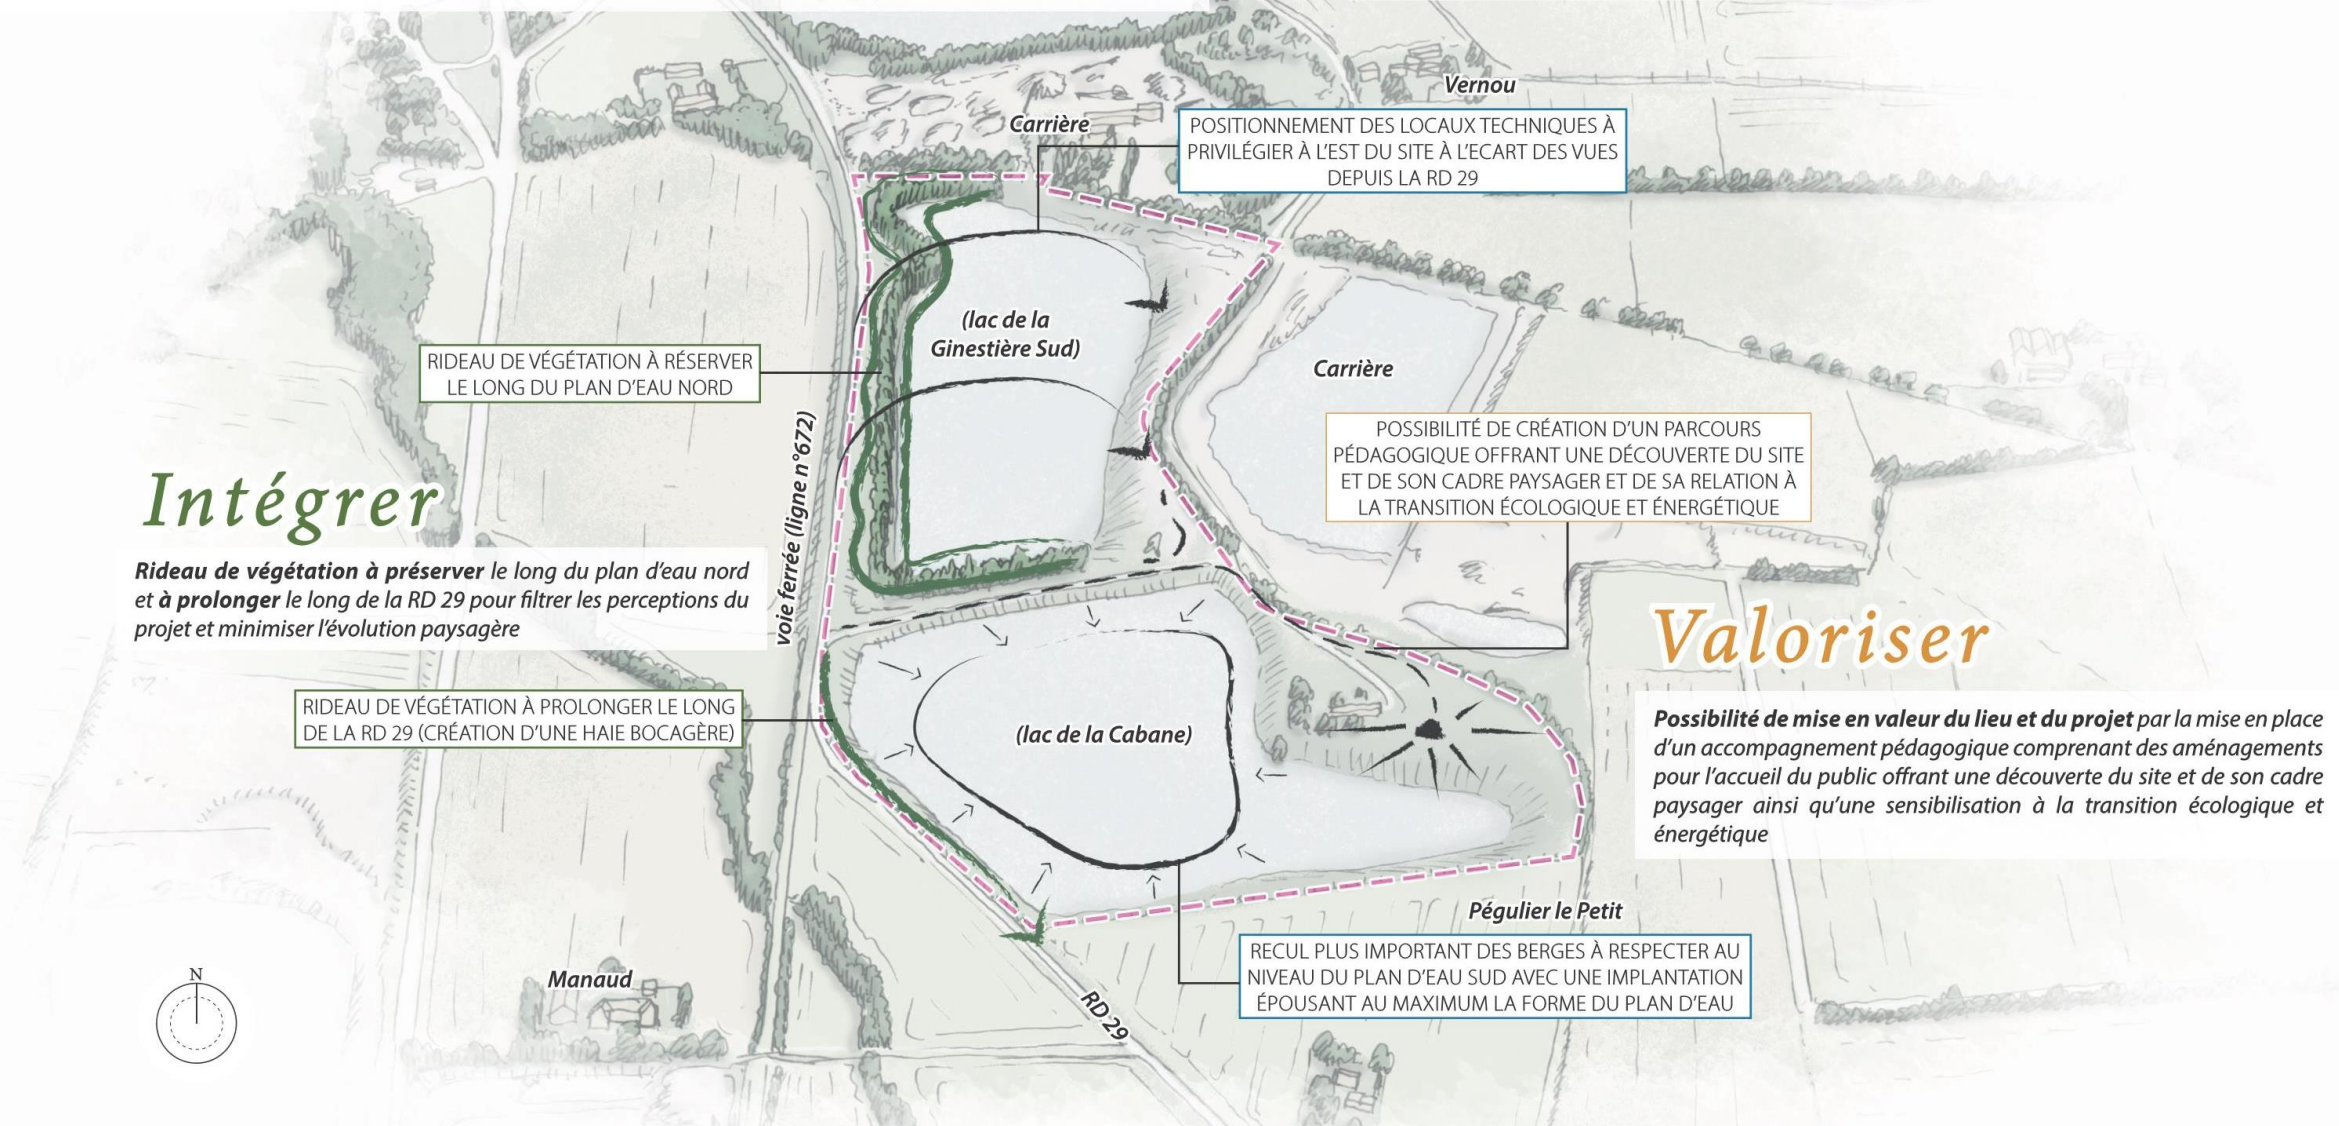 Vernou
Carrière
POSITIONNEMENT DES LOCAUX TECHNIQUES À
PRIVILÉGIER À L'EST DU SITE À L'ECART DES VUES
DEPUIS LA RD 29
(lac de la
Ginestière Sud)
RIDEAU DE VÉGÉTATION À RÉSERVER
LE LONG DU PLAN D'EAU NORD
Carrière
POSSIBILITÉ DE CRÉATION D'UN PARCOURS
PÉDAGOGIQUE OFFRANT UNE DÉCOUVERTE DU SITE
ET DE SON CADRE PAYSAGER ET DE SA RELATION À
LA TRANSITION ÉCOLOGIQUE ET ÉNERGÉTIQUE
voie ferrée (ligne n°672)
Intégrer
Rideau de végétation à préserver le long du plan d'eau nord
et à prolonger le long de la RD 29 pour filtrer les perceptions du
projet et minimiser l'évolution paysagère
RIDEAU DE VÉGÉTATION À PROLONGER LE LONG
DE LA RD 29 (CRÉATION D'UNE HAIE BOCAGÈRE)
(lac de la Cabane)
Valoriser
Possibilité de mise en valeur du lieu et du projet par la mise en place
d'un accompagnement pédagogique comprenant des aménagements
pour l'accueil du public offrant une découverte du site et de son cadre
paysager ainsi qu'une sensibilisation à la transition écologique et
énergétique
Pégulier le Petit
RECUL PLUS IMPORTANT DES BERGES À RESPECTER AU
NIVEAU DU PLAN D'EAU SUD AVEC UNE IMPLANTATION
ÉPOUSANT AU MAXIMUM LA FORME DU PLAN D'EAU
Manaud
RD 29
N